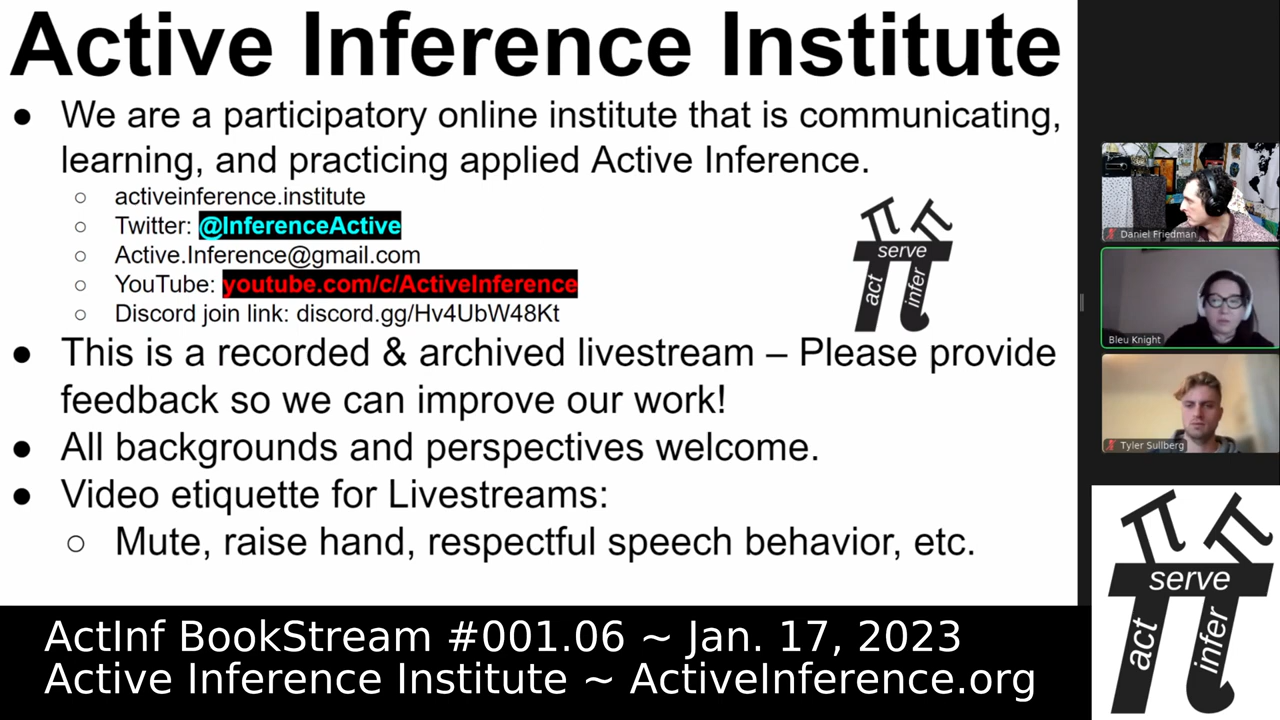 Active Inference Institute
● We are a participatory online institute that is communicating,
learning, and practicing applied Active Inference.
○ activeinference.institute
○ Twitter: @InferenceActive
○ Active.Inference@gmail.com
○ YouTube: youtube.com/c/ActiveInference
○ Discord join link: discord.gg/Hv4UbW48Kt
serve
act
infer
● This is a recorded & archived livestream – Please provide
feedback so we can improve our work!
● All backgrounds and perspectives welcome.
● Video etiquette for Livestreams:
○ Mute, raise hand, respectful speech behavior, etc.
Daniel Friedman
Bleu Knight
Tyler Sullberg
serve
act
infer
ActInf BookStream #001.06 ~ Jan. 17, 2023
Active Inference Institute ~ ActiveInference.org